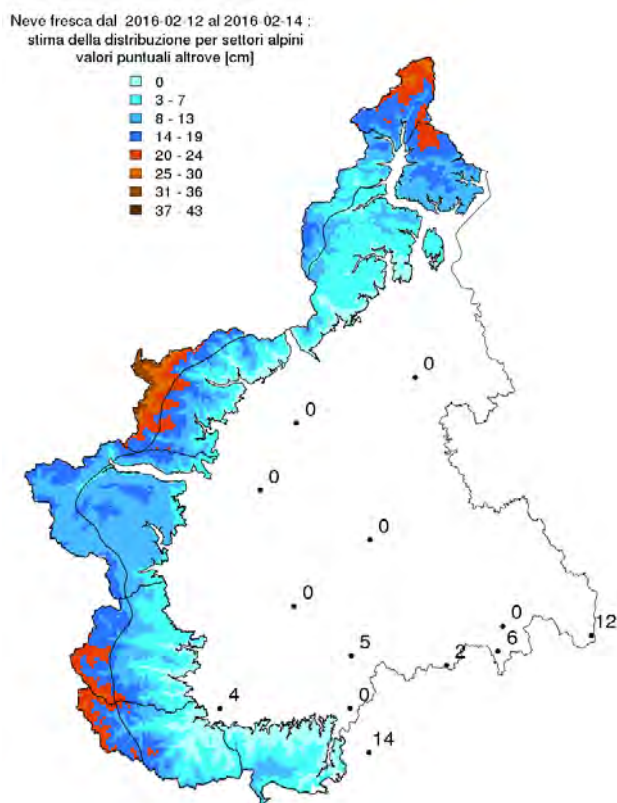 Neve fresca dal 2016-02-12 al 2016-02-14 :
stima della distribuzione per settori alpini
valori puntuali altrove [cm]
0
3 - 7
8 - 13
14 - 19
20 - 24
25 - 30
31 - 36
37 - 43
0
0
0
0
0
0
12
6
5
2
4
0
14